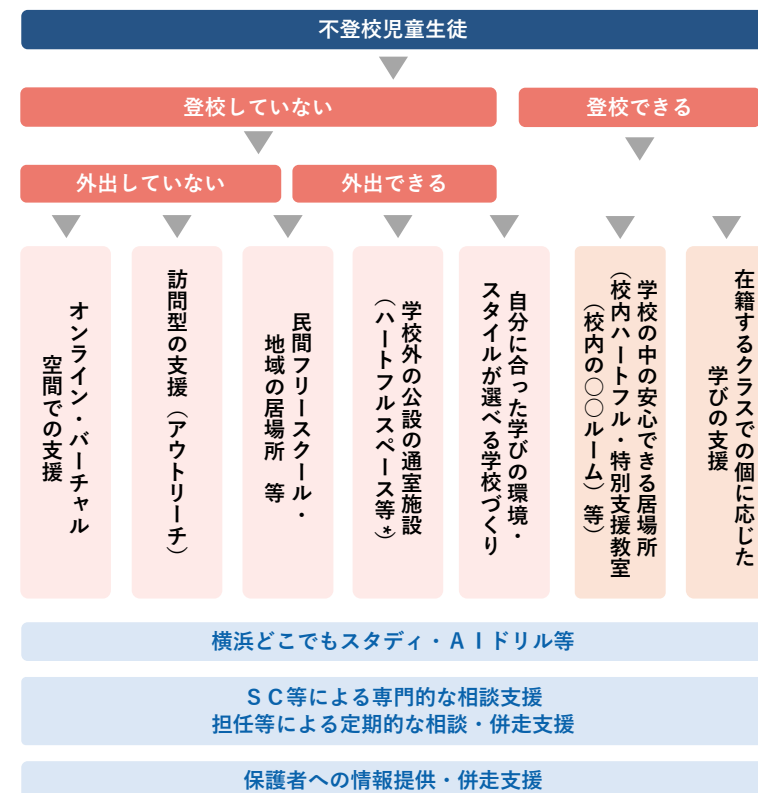 不登校児童生徒
登校していない
登校できる
外出していない
外出できる
オンライン・バーチャル
空間での支援
訪問型の支援（アウトリーチ）
民間フリースクール・
地域の居場所　等
学校外の公設の通室施設
（ハートフルスペース等*）
自分に合った学びの環境・
スタイルが選べる学校づくり
学校の中の安心できる居場所
（校内ハートフル・特別支援教室
（校内の○○ルーム）等）
在籍するクラスでの個に応じた
学びの支援
横浜どこでもスタディ・ＡＩドリル等
ＳＣ等による専門的な相談支援
担任等による定期的な相談・併走支援
保護者への情報提供・併走支援